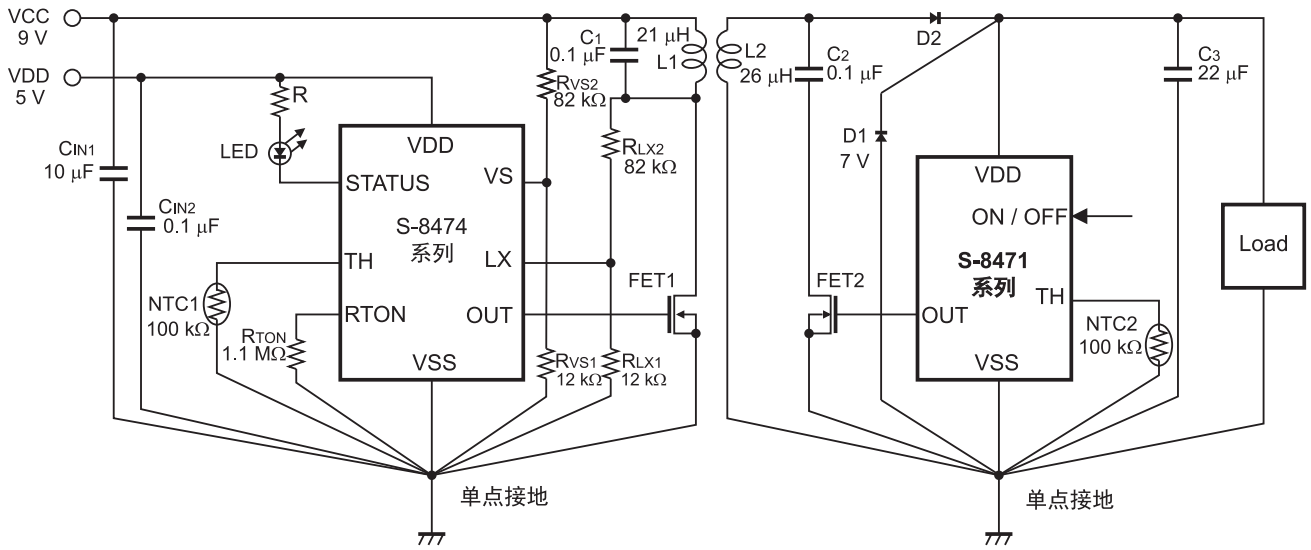 VCC
9 V
VDD
5 V
CIN1
10 μF
CIN2
0.1 μF
R
LED
NTC1
100 kΩ
RTON
1.1 MΩ
VDD
STATUS
VS
S-8474
系列
TH
LX
RTON
OUT
VSS
RVS2
82 kΩ
RVS1
12 kΩ
C1
0.1 μF
21 μH
L1
RLX2
82 kΩ
RLX1
12 kΩ
FET1
单点接地
L2
26 μH
C2
0.1 μF
D2
D1
7 V
FET2
VDD
ON / OFF
S-8471
系列
TH
OUT
VSS
NTC2
100 kΩ
C3
22 μF
Load
单点接地